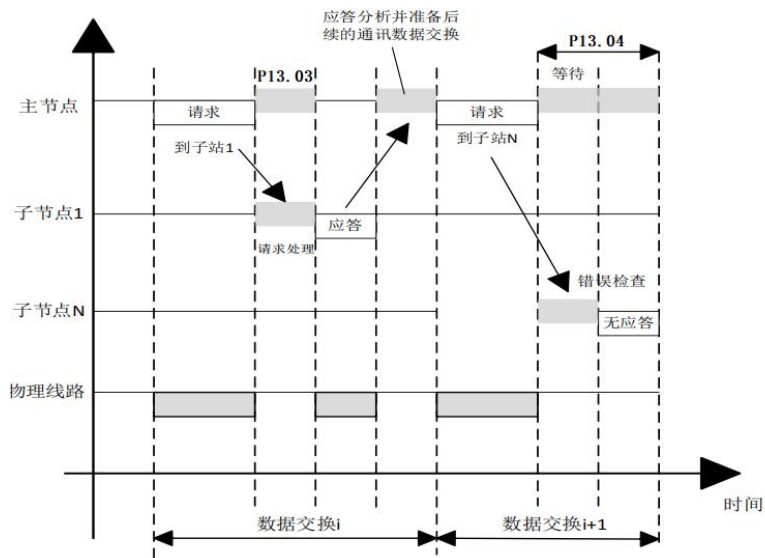 应答分析并准备后
续的通讯数据交换
P13.04
P13.03
等待
主节点
请求
请求
到子站1
到子站N
子节点1
应答
请求处理
错误检查
子节点N
无应答
物理线路
时间
数据交换i
数据交换i+1